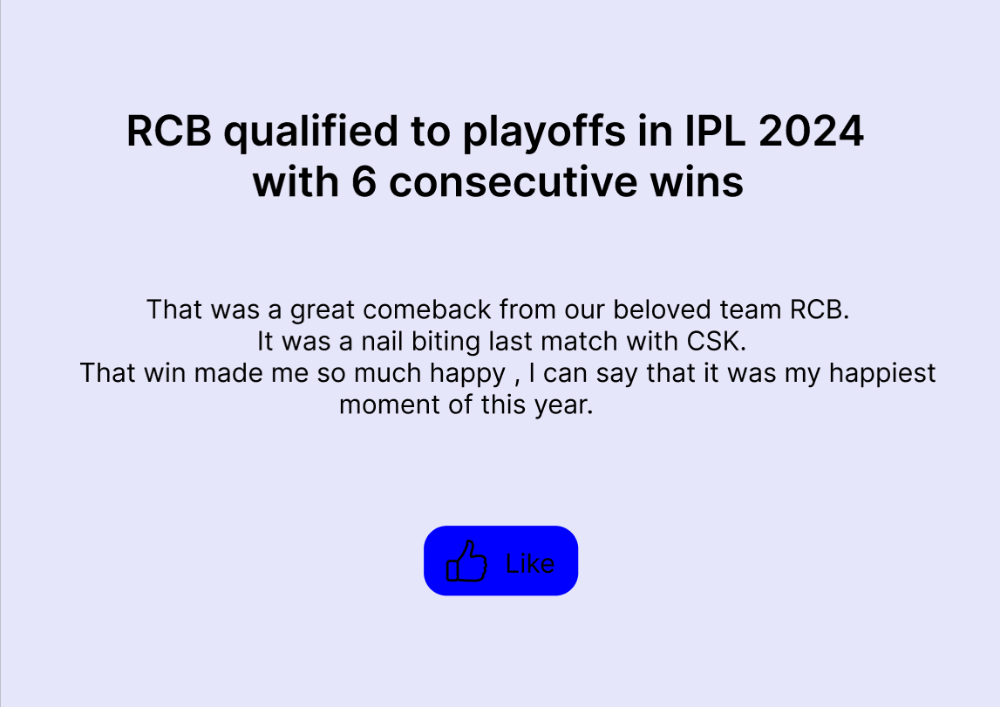 RCB qualified to playoffs in IPL 2024
with 6 consecutive wins
That was a great comeback from our beloved team RCB.
It was a nail biting last match with CSK.
That win made me so much happy , I can say that it was my happiest
moment of this year.
Like